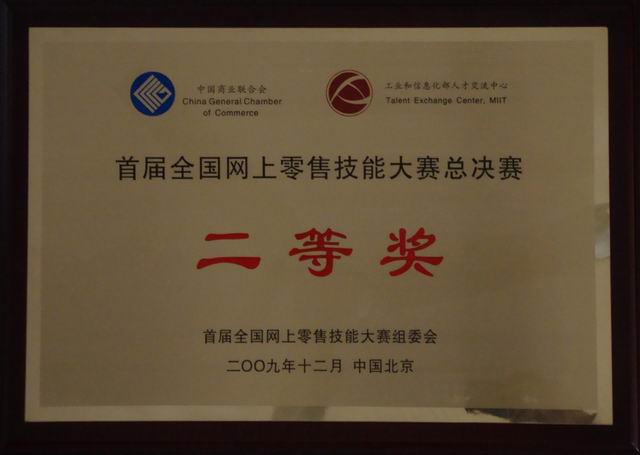 中国商业联合会
China General Chamber
of Commerce
工业和信息化部人才交流中心
Talent Exchange Center, MIIT
首届全国网上零售技能大赛总决赛
二等奖
首届全国网上零售技能大赛组委会
二〇〇九年十二月 中国北京